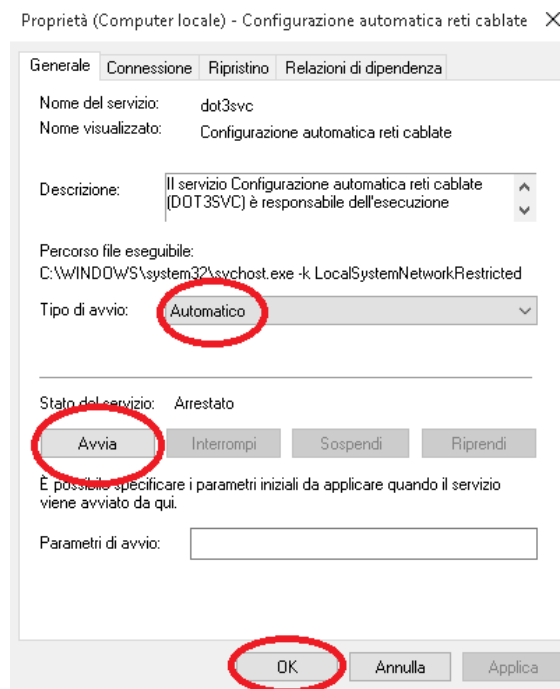 Proprietà (Computer locale) - Configurazione automatica reti cablate
Generale Connessione Ripristino Relazioni di dipendenza
Nome del servizio: dot3svc
Nome visualizzato: Configurazione automatica reti cablate
Descrizione: Il servizio Configurazione automatica reti cablate
(DOT3SVC) è responsabile dell'esecuzione
Percorso file eseguibile:
C:\WINDOWS\system32\svchost.exe -k LocalSystemNetworkRestricted
Tipo di avvio: Automatico
Stato del servizio: Arrestato
Avvia Interrompi Sospendi Riprendi
È possibile specificare i parametri iniziali da applicare quando il servizio
viene avviato da qui.
Parametri di avvio:
OK Annulla Applica